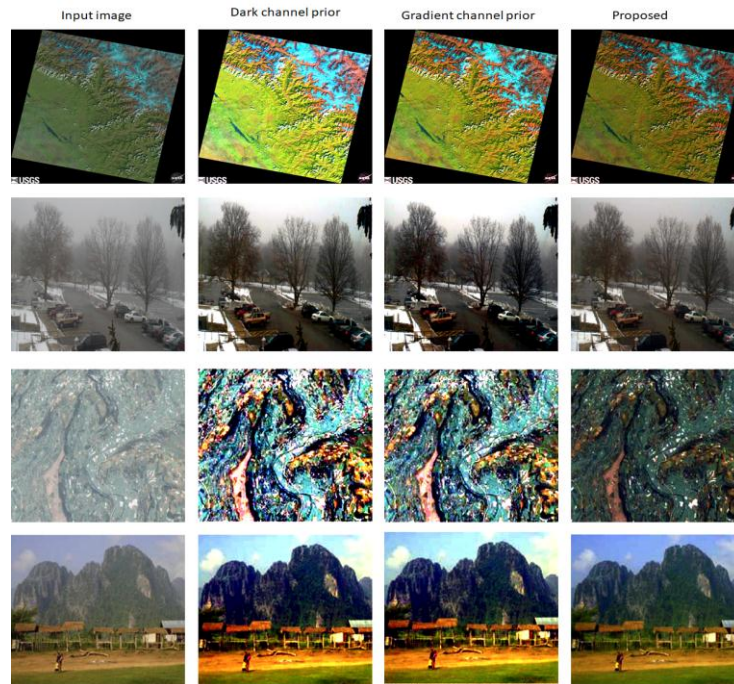 Input image
Dark channel prior
Gradient channel prior
Proposed
USGS
USGS
USGS
USGS